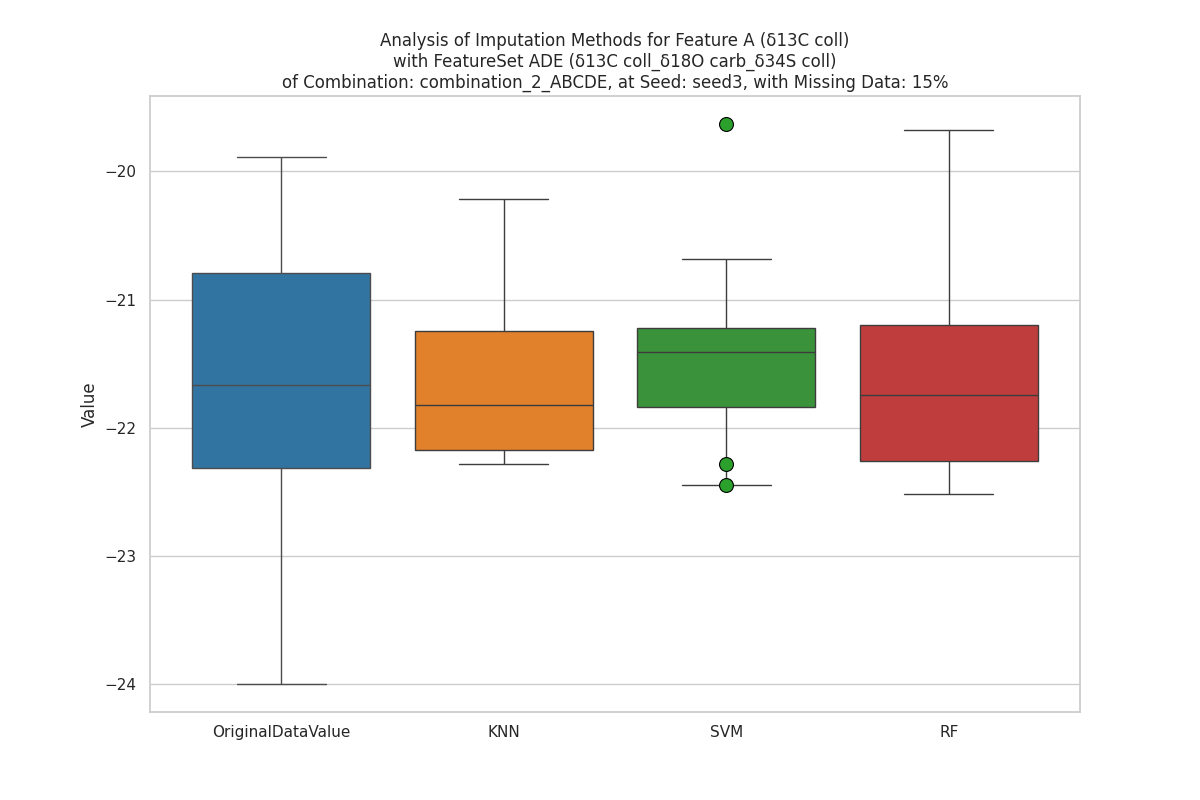 Analysis of Imputation Methods for Feature A (δ13C coll)
with FeatureSet ADE (δ13C coll_δ18O carb_δ34S coll)
of Combination: combination_2_ABCDE, at Seed: seed3, with Missing Data: 15%
Value
−20
−21
−22
−23
−24
OriginalDataValue
KNN
SVM
RF